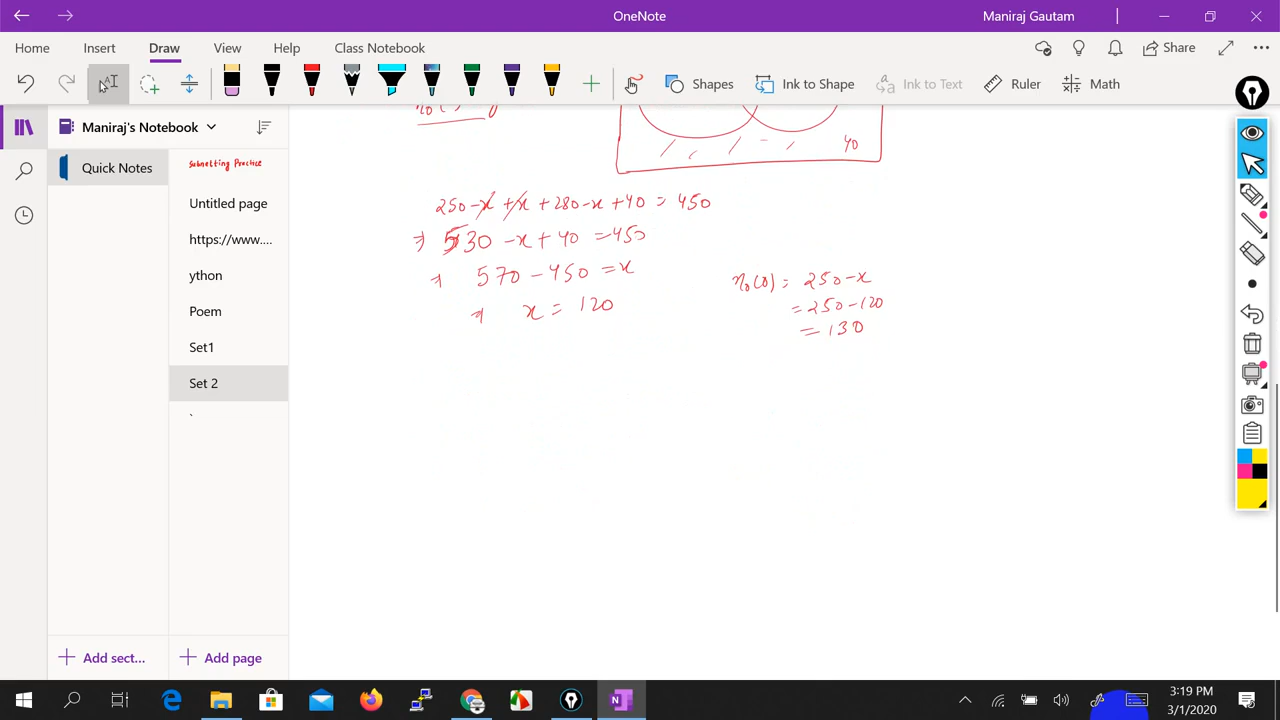 OneNote
Maniraj Gautam
Home Insert Draw View Help Class Notebook
Share
Shapes
Ink to Shape
Ink to Text
Ruler
Math
Maniraj's Notebook
Quick Notes
Subnetting Practice
Untitled page
https://www....
ython
Poem
Set1
Set 2
`
40
250-x+x+280-x+40=450
⇒ 530-x+40=450
⇒ 570-450=x
⇒ x=120
n₀(O)=250-x
=250-120
=130
Add sect...
Add page
3:19 PM
3/1/2020